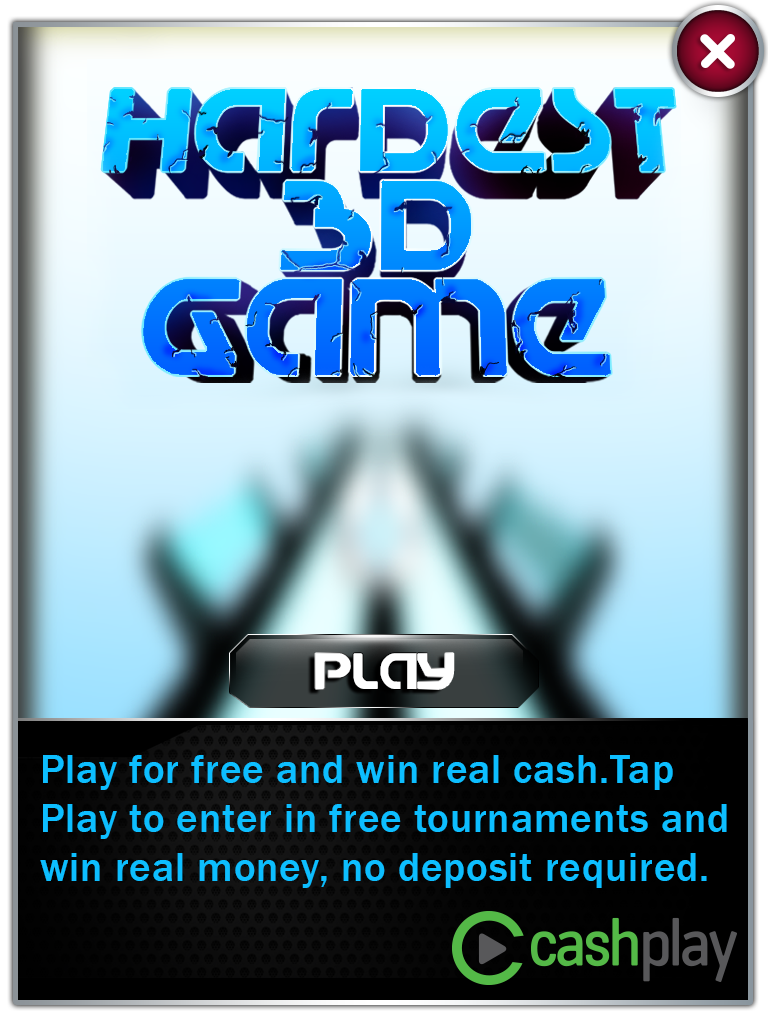 Hardest
3D
Game
PLAY
Play for free and win real cash.Tap
Play to enter in free tournaments and
win real money, no deposit required.
cashplay